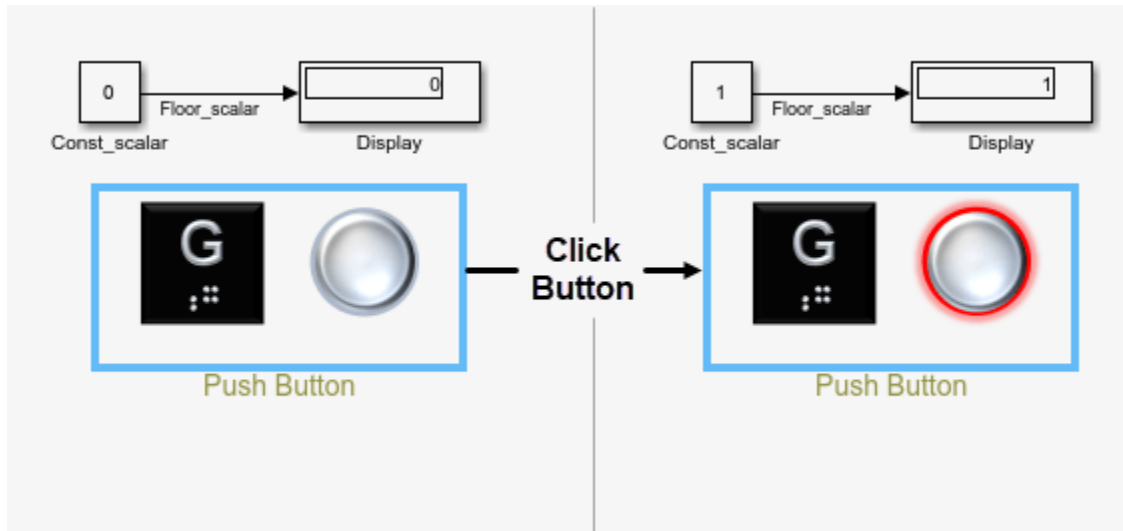 0
0
Floor_scalar
Const_scalar
Display
G
Push Button
Click
Button
1
1
Floor_scalar
Const_scalar
Display
G
Push Button